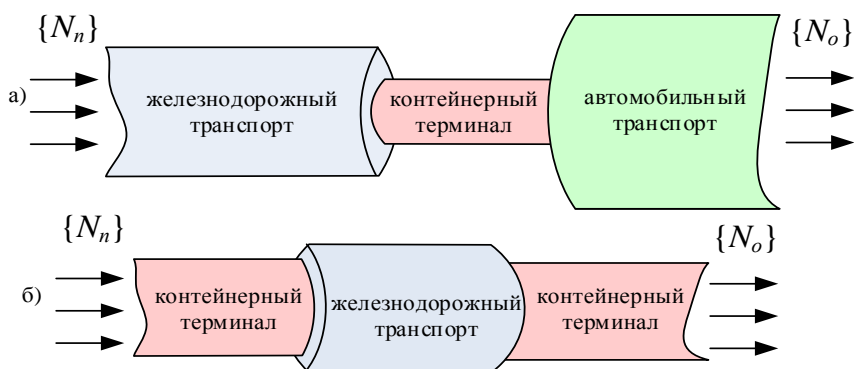 {Nn}
{No}
а)
железнодорожный
транспорт
контейнерный
терминал
автомобильный
транспорт
{Nn}
{No}
б)
контейнерный
терминал
железнодорожный
транспорт
контейнерный
терминал